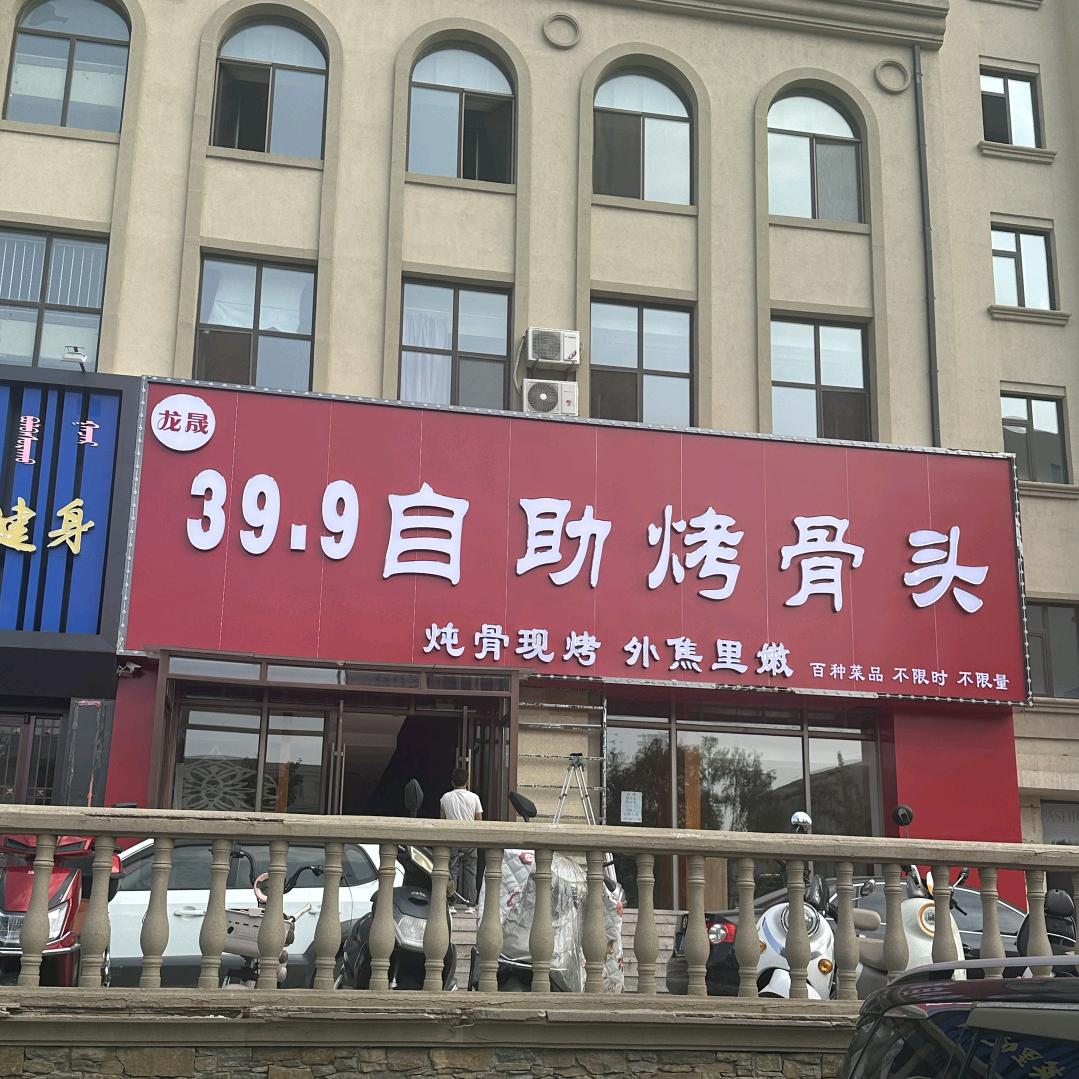 龙晟
39.9自助烤骨头
炖骨现烤 外焦里嫩
百种菜品 不限时 不限量
健身